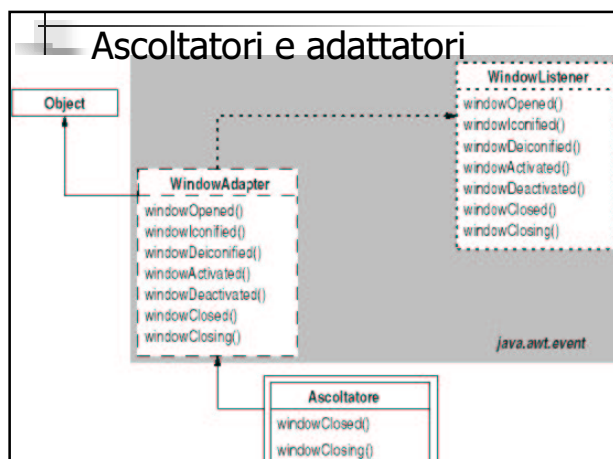 Ascoltatori e adattatori
Object
WindowListener
windowOpened()
windowIconified()
windowDeiconified()
windowActivated()
windowDeactivated()
windowClosed()
windowClosing()
WindowAdapter
windowOpened()
windowIconified()
windowDeiconified()
windowActivated()
windowDeactivated()
windowClosed()
windowClosing()
java.awt.event
Ascoltatore
windowClosed()
windowClosing()